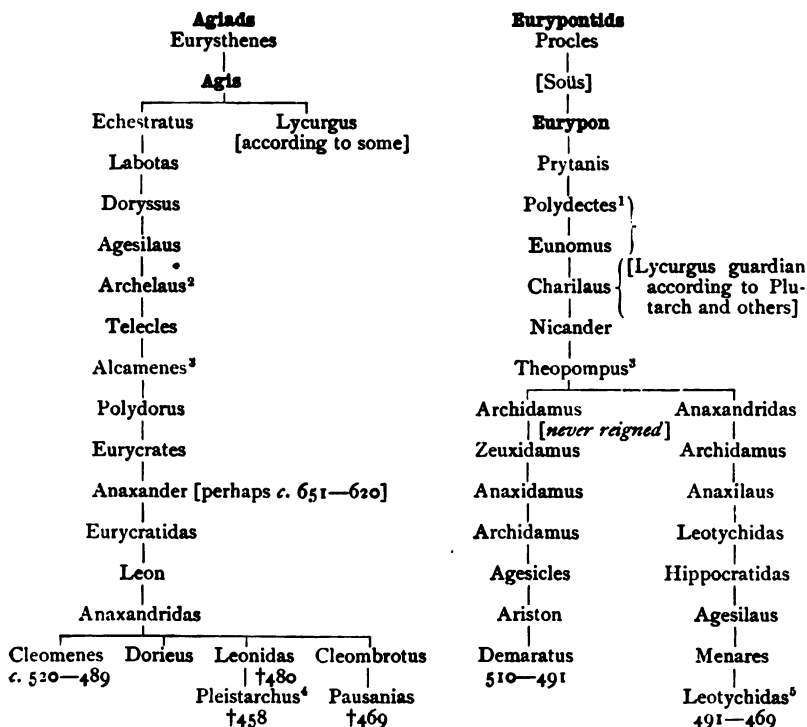 Agiads
Eurysthenes
Agis
Echestratus Lycurgus
[according to some]
Labotas
Doryssus
Agesilaus
Archelaus²
Telecles
Alcamenes³
Polydorus
Eurycrates
Anaxander [perhaps c. 651—620]
Eurycratidas
Leon
Anaxandridas
Cleomenes Dorieus Leonidas Cleombrotus
c. 520—489 †480
Pleistarchus⁴ Pausanias
†458 †469
Eurypontids
Procles
[Soüs]
Eurypon
Prytanis
Polydectes¹
Eunomus
Charilaus [Lycurgus guardian
according to Plu-
tarch and others]
Nicander
Theopompus³
Archidamus Anaxandridas
[never reigned]
Zeuxidamus Archidamus
Anaxidamus Anaxilaus
Archidamus Leotychidas
Agesicles Hippocratidas
Ariston Agesilaus
Demaratus Menares
510—491
Leotychidas⁵
491—469